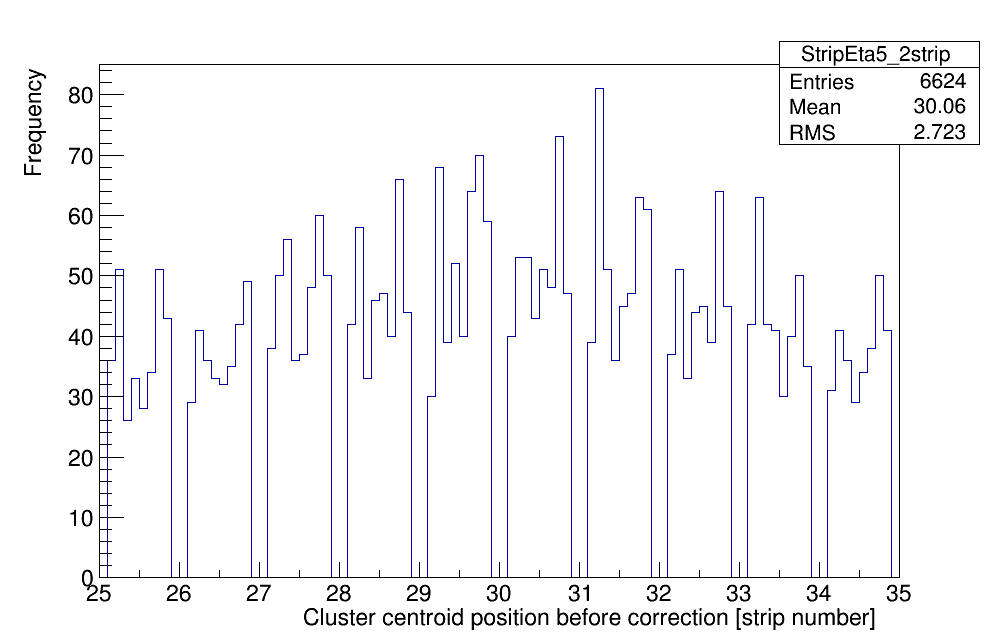 StripEta5_2strip
Entries 6624
Mean 30.06
RMS 2.723
Frequency
80
70
60
50
40
30
20
10
0
25 26 27 28 29 30 31 32 33 34 35
Cluster centroid position before correction [strip number]